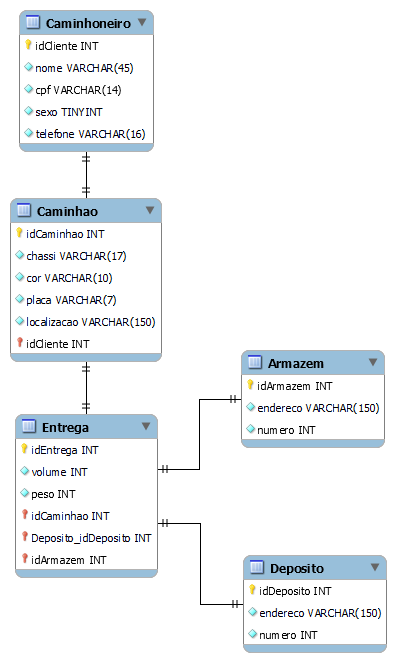 Caminhoneiro
idCliente INT
nome VARCHAR(45)
cpf VARCHAR(14)
sexo TINYINT
telefone VARCHAR(16)
Caminhao
idCaminhao INT
chassi VARCHAR(17)
cor VARCHAR(10)
placa VARCHAR(7)
localizacao VARCHAR(150)
idCliente INT
Entrega
idEntrega INT
volume INT
peso INT
idCaminhao INT
Deposito_idDeposito INT
idArmazem INT
Armazem
idArmazem INT
endereco VARCHAR(150)
numero INT
Deposito
idDeposito INT
endereco VARCHAR(150)
numero INT